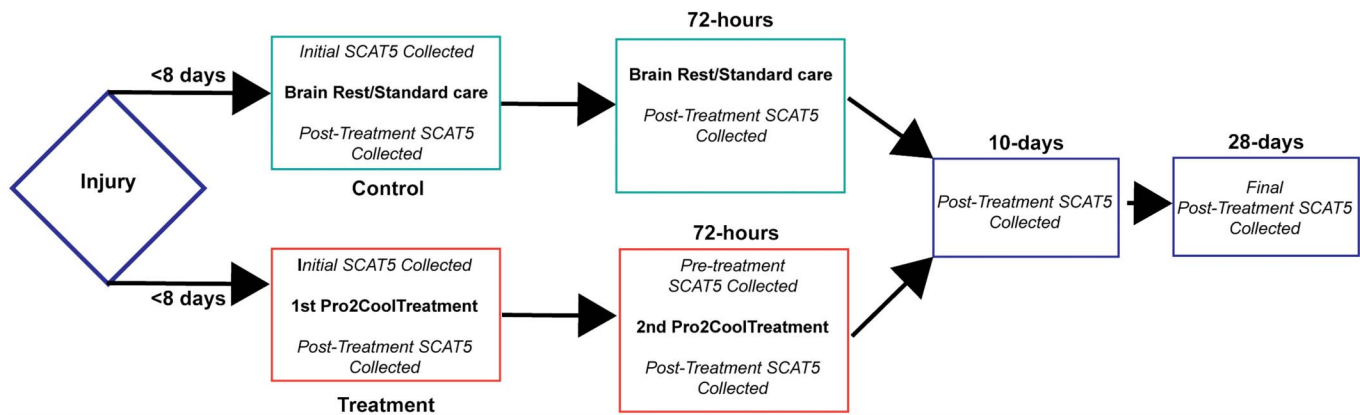 Injury
<8 days
Initial SCAT5 Collected
Brain Rest/Standard care
Post-Treatment SCAT5
Collected
Control
72-hours
Brain Rest/Standard care
Post-Treatment SCAT5
Collected
<8 days
Initial SCAT5 Collected
1st Pro2CoolTreatment
Post-Treatment SCAT5
Collected
Treatment
72-hours
Pre-treatment
SCAT5 Collected
2nd Pro2CoolTreatment
Post-Treatment SCAT5
Collected
10-days
Post-Treatment SCAT5
Collected
28-days
Final
Post-Treatment SCAT5
Collected